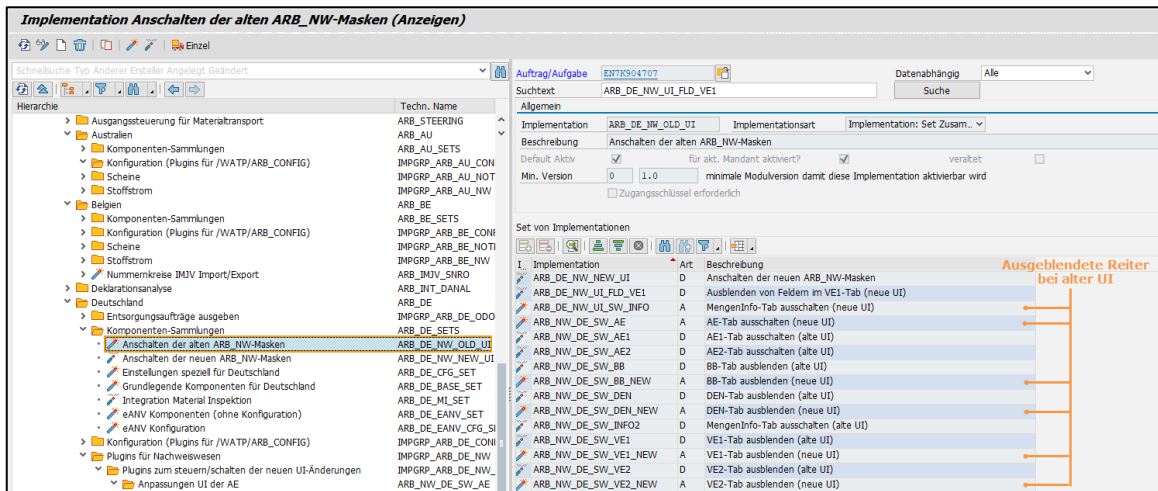 Implementation Anschalten der alten ARB_NW-Masken (Anzeigen)
Einzel
Schnellsuche Typ Anderer Ersteller Angelegt Geändert
Hierarchie Techn. Name
Ausgangssteuerung für Materialtransport ARB_STEERING
Australien ARB_AU
Komponenten-Sammlungen ARB_AU_SETS
Konfiguration (Plugins für /WATP/ARB_CONFIG) IMPGRP_ARB_AU_CON
Scheine IMPGRP_ARB_AU_NOT
Stoffstrom IMPGRP_ARB_AU_NW
Belgien ARB_BE
Komponenten-Sammlungen ARB_BE_SETS
Konfiguration (Plugins für /WATP/ARB_CONFIG) IMPGRP_ARB_BE_CONF
Scheine IMPGRP_ARB_BE_NOTI
Stoffstrom IMPGRP_ARB_BE_NW
Nummernkreise IMJV Import/Export ARB_IMJV_SNRO
Deklarationsanalyse ARB_INT_DANAL
Deutschland ARB_DE
Entsorgungsaufträge ausgeben IMPGRP_ARB_DE_ODO
Komponenten-Sammlungen ARB_DE_SETS
Anschalten der alten ARB_NW-Masken ARB_DE_NW_OLD_UI
Anschalten der neuen ARB_NW-Masken ARB_DE_NW_NEW_UI
Einstellungen speziell für Deutschland ARB_DE_CFG_SET
Grundlegende Komponenten für Deutschland ARB_DE_BASE_SET
Integration Material Inspektion ARB_DE_MI_SET
eANV Komponenten (ohne Konfiguration) ARB_DE_EANV_SET
eANV Konfiguration ARB_DE_EANV_CFG_S
Konfiguration (Plugins für /WATP/ARB_CONFIG) IMPGRP_ARB_DE_CON
Plugins für Nachweiswesen IMPGRP_ARB_DE_NW
Plugins zum steuern/schalten der neuen UI-Änderungen IMPGRP_ARB_DE_NW_
Anpassungen UI der AE ARB_NW_DE_SW_AE
Auftrag/Aufgabe EN7K904707 Datenabhängig Alle
Suchtext ARB_DE_NW_UI_FLD_VE1 Suche
Allgemein
Implementation ARB_DE_NW_OLD_UI Implementationsart Implementation: Set Zusam..
Beschreibung Anschalten der alten ARB_NW-Masken
Default Aktiv für akt. Mandant aktiviert? veraltet
Min. Version 0 1.0 minimale Modulversion damit diese Implementation aktivierbar wird
Zugangsschlüssel erforderlich
Set von Implementationen
I.. Implementation Art Beschreibung
ARB_DE_NW_NEW_UI D Anschalten der neuen ARB_NW-Masken
ARB_DE_NW_UI_FLD_VE1 D Ausblenden von Feldern im VE1-Tab (neue UI)
ARB_DE_NW_UI_SW_INFO A MengenInfo-Tab ausschalten (neue UI)
ARB_NW_DE_SW_AE A AE-Tab ausschalten (neue UI)
ARB_NW_DE_SW_AE1 D AE1-Tab ausschalten (alte UI)
ARB_NW_DE_SW_AE2 D AE2-Tab ausschalten (alte UI)
ARB_NW_DE_SW_BB D BB-Tab ausblenden (alte UI)
ARB_NW_DE_SW_BB_NEW A BB-Tab ausblenden (neue UI)
ARB_NW_DE_SW_DEN D DEN-Tab ausblenden (alte UI)
ARB_NW_DE_SW_DEN_NEW A DEN-Tab ausblenden (neue UI)
ARB_NW_DE_SW_INFO2 D MengenInfo-Tab ausschalten (alte UI)
ARB_NW_DE_SW_VE1 D VE1-Tab ausblenden (alte UI)
ARB_NW_DE_SW_VE1_NEW A VE1-Tab ausblenden (neue UI)
ARB_NW_DE_SW_VE2 D VE2-Tab ausblenden (alte UI)
ARB_NW_DE_SW_VE2_NEW A VE2-Tab ausblenden (neue UI)
Ausgeblendete Reiter
bei alter UI